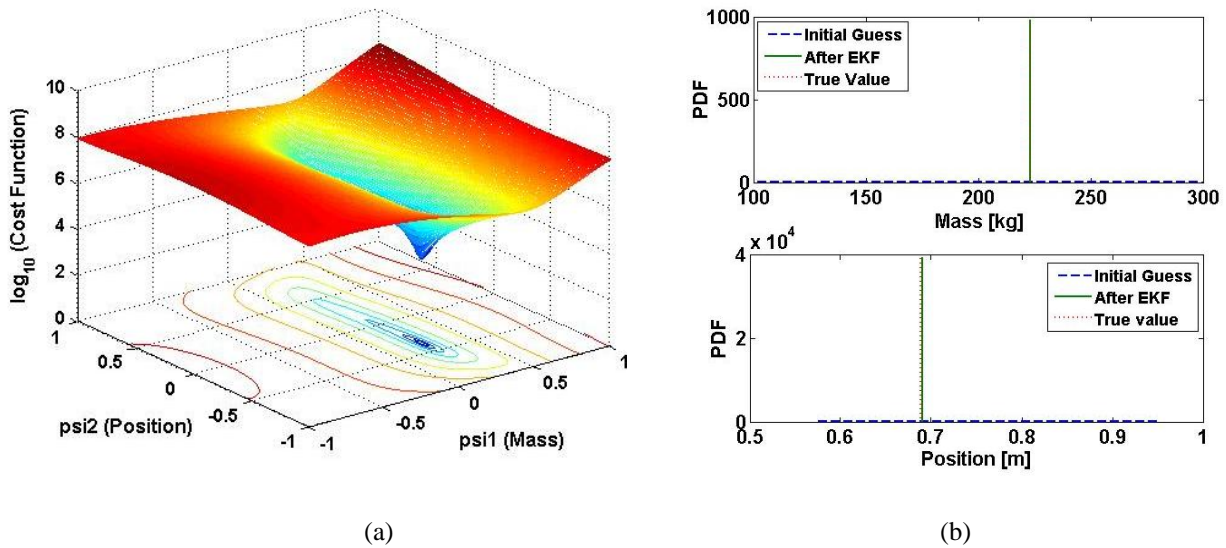 10
8
6
4
2
0
log10 (Cost Function)
1
0.5
0
-0.5
-1
psi2 (Position)
-1
-0.5
0
0.5
1
psi1 (Mass)
(a)
1000
500
0
PDF
Initial Guess
After EKF
True Value
100
150
200
250
300
Mass [kg]
x 10^4
4
2
0
PDF
Initial Guess
After EKF
True value
0.5
0.6
0.7
0.8
0.9
1
Position [m]
(b)